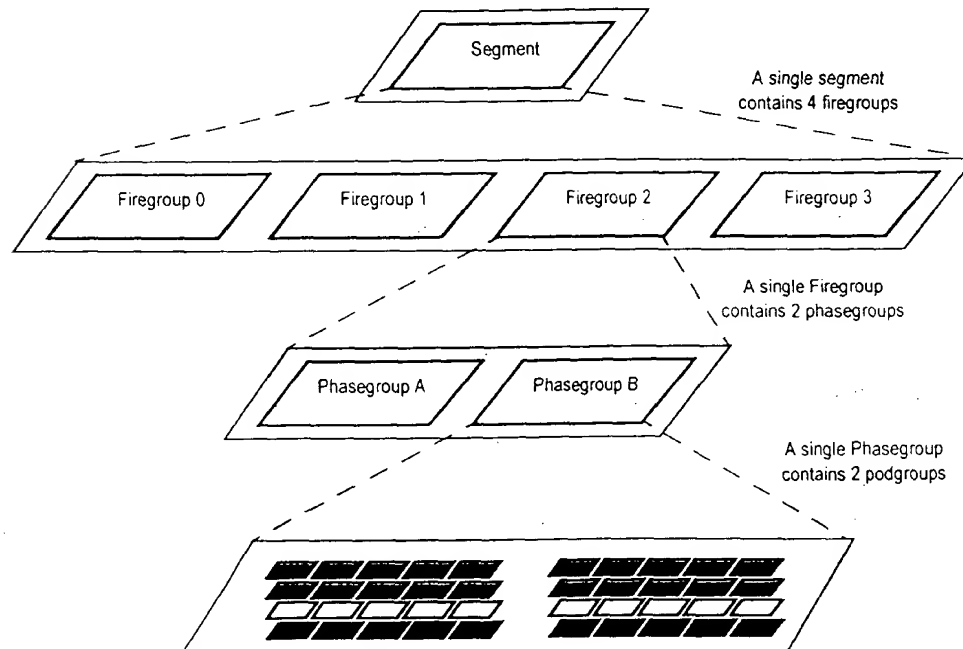 Segment
A single segment
contains 4 firegroups
Firegroup 0
Firegroup 1
Firegroup 2
Firegroup 3
A single Firegroup
contains 2 phasegroups
Phasegroup A
Phasegroup B
A single Phasegroup
contains 2 podgroups